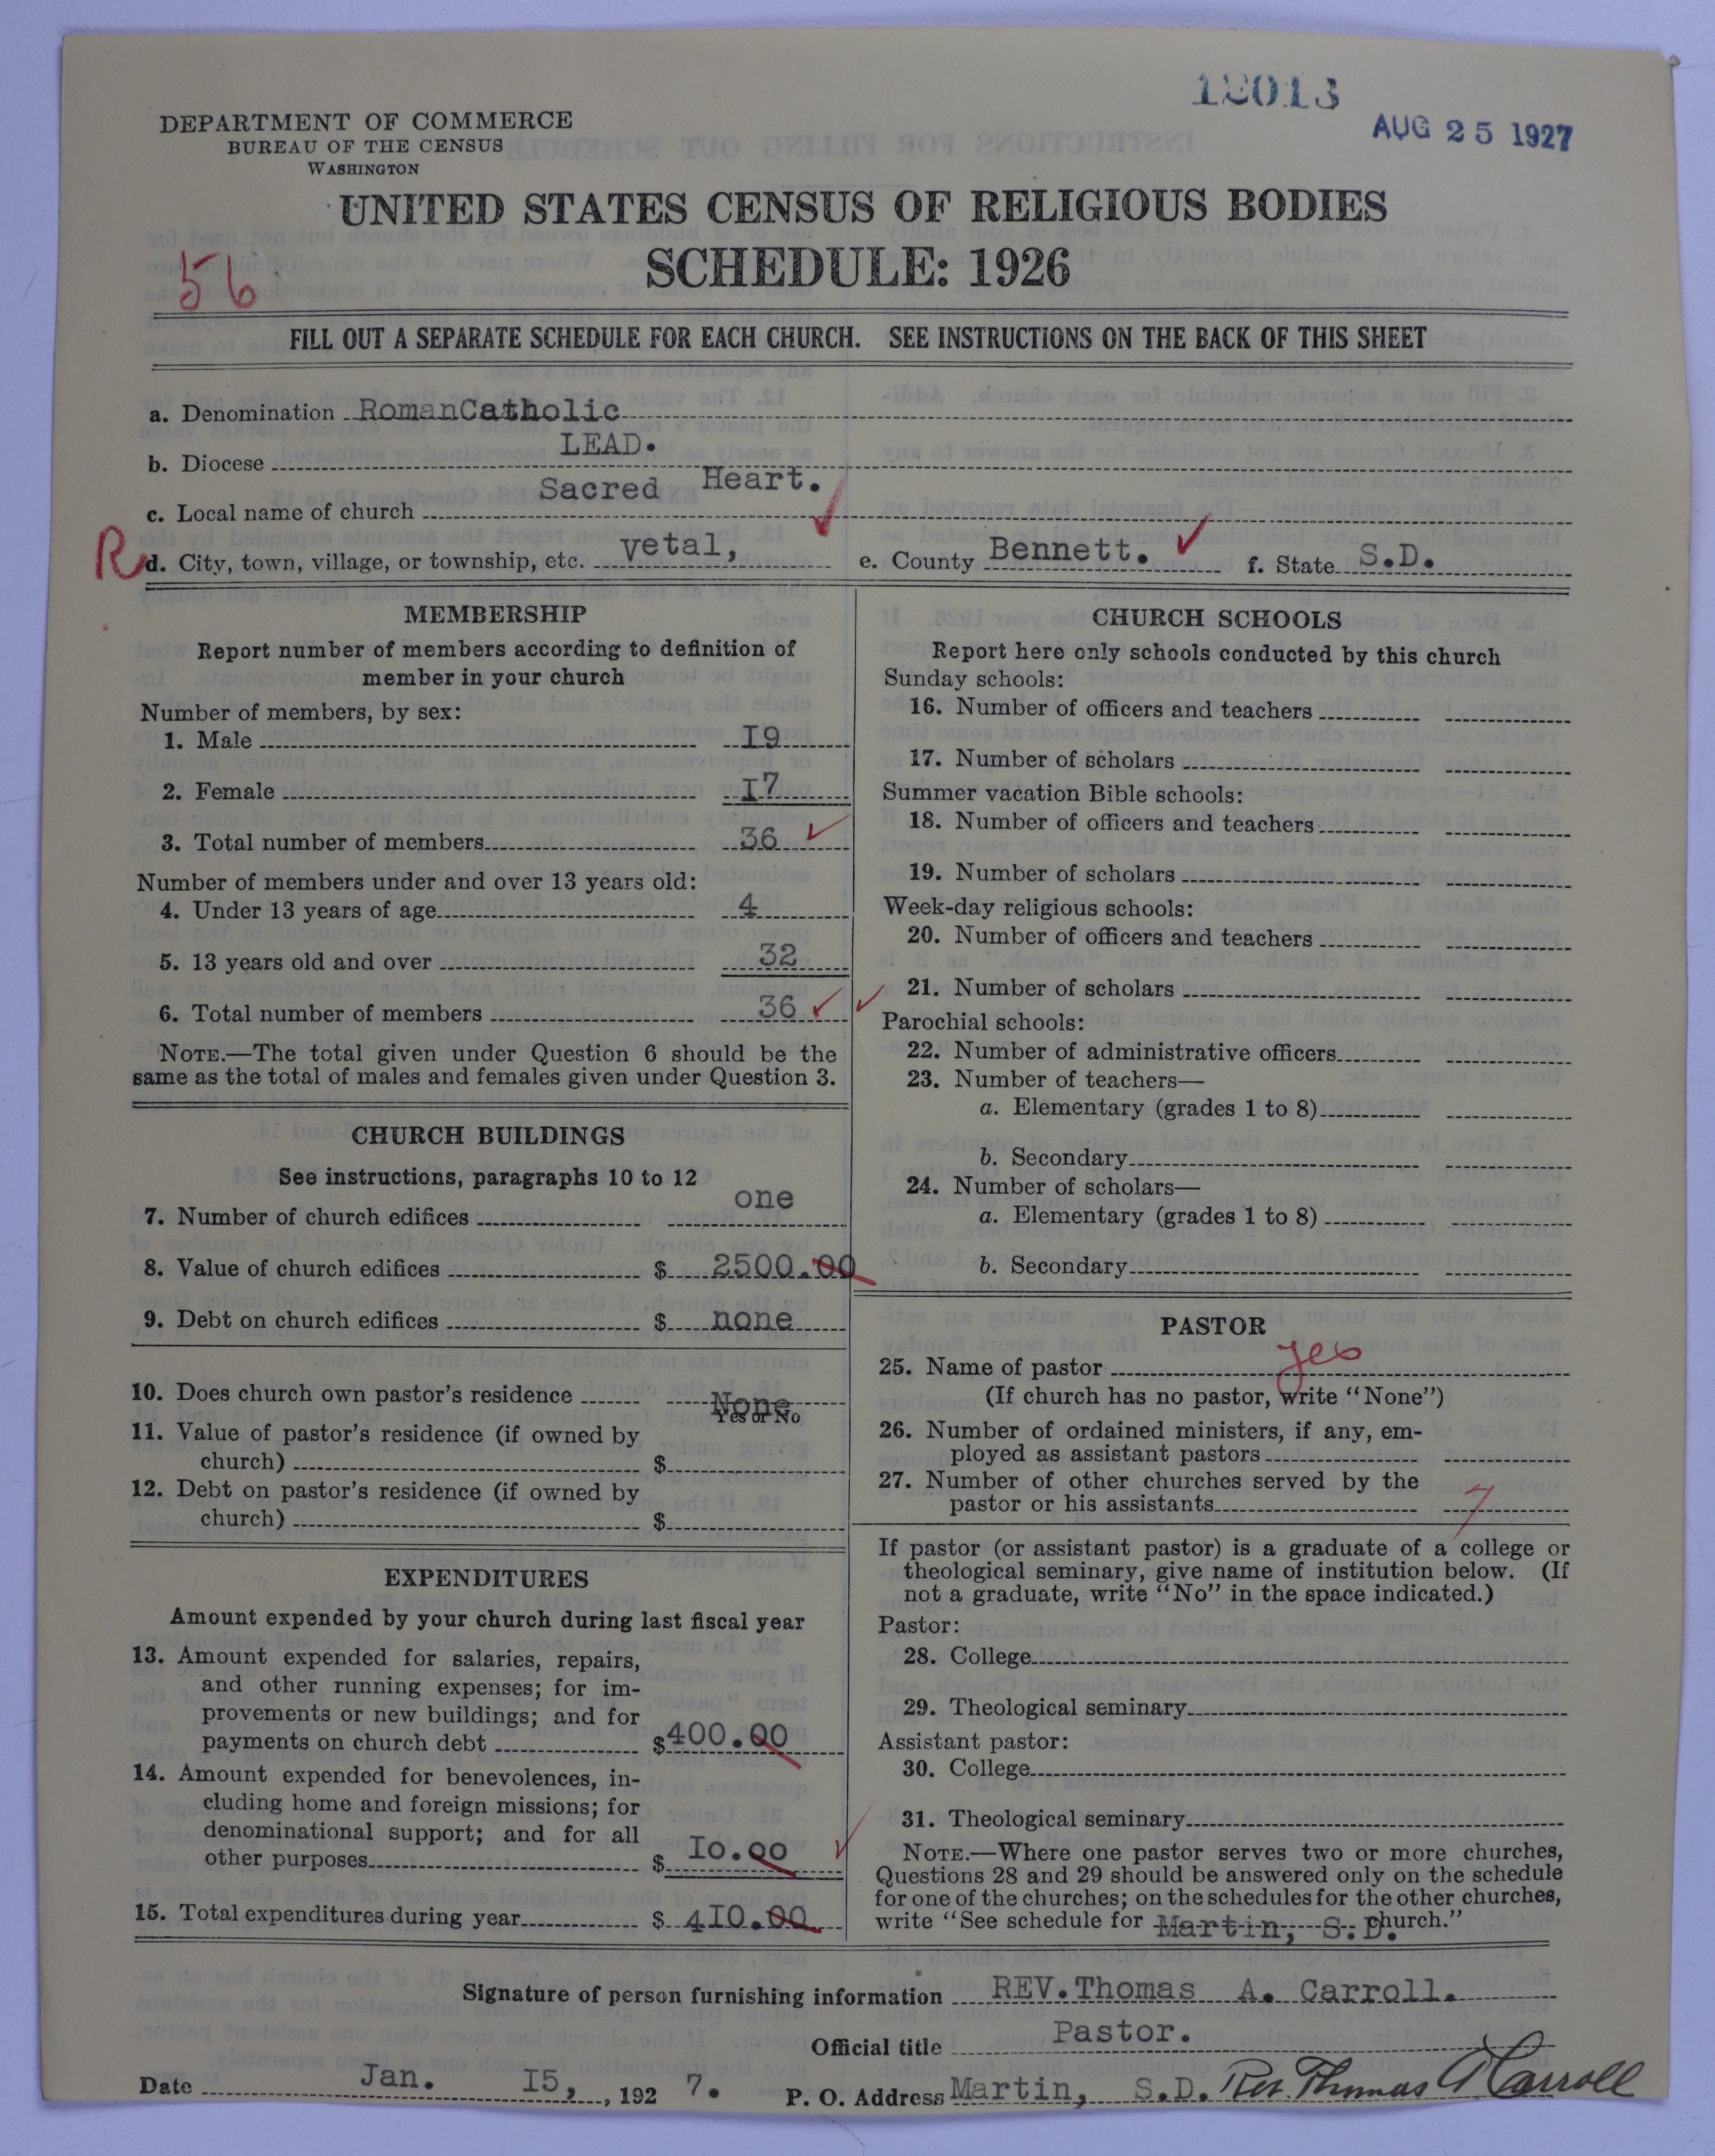 18013
AUG 25 1927
DEPARTMENT OF COMMERCE
BUREAU OF THE CENSUS
WASHINGTON
UNITED STATES CENSUS OF RELIGIOUS BODIES
SCHEDULE: 1926
56
FILL OUT A SEPARATE SCHEDULE FOR EACH CHURCH. SEE INSTRUCTIONS ON THE BACK OF THIS SHEET
a. Denomination RomanCatholic
b. Diocese LEAD.
c. Local name of church Sacred Heart.
R d. City, town, village, or township, etc. vetal, e. County Bennett. f. State S.D.
MEMBERSHIP
Report number of members according to definition of
member in your church
Number of members, by sex:
1. Male I9
2. Female I7
3. Total number of members 36
Number of members under and over 13 years old:
4. Under 13 years of age 4
5. 13 years old and over 32
6. Total number of members 36
NOTE.—The total given under Question 6 should be the
same as the total of males and females given under Question 3.
CHURCH BUILDINGS
See instructions, paragraphs 10 to 12
7. Number of church edifices one
8. Value of church edifices $ 2500.00
9. Debt on church edifices $ none
10. Does church own pastor's residence None
Yes or No
11. Value of pastor's residence (if owned by
church) $
12. Debt on pastor's residence (if owned by
church) $
EXPENDITURES
Amount expended by your church during last fiscal year
13. Amount expended for salaries, repairs,
and other running expenses; for im-
provements or new buildings; and for
payments on church debt $400.00
14. Amount expended for benevolences, in-
cluding home and foreign missions; for
denominational support; and for all
other purposes $ Io.oo
15. Total expenditures during year $ 4I0.00
CHURCH SCHOOLS
Report here only schools conducted by this church
Sunday schools:
16. Number of officers and teachers
17. Number of scholars
Summer vacation Bible schools:
18. Number of officers and teachers
19. Number of scholars
Week-day religious schools:
20. Number of officers and teachers
21. Number of scholars
Parochial schools:
22. Number of administrative officers
23. Number of teachers—
a. Elementary (grades 1 to 8)
b. Secondary
24. Number of scholars—
a. Elementary (grades 1 to 8)
b. Secondary
PASTOR
25. Name of pastor yes
(If church has no pastor, write "None")
26. Number of ordained ministers, if any, em-
ployed as assistant pastors
27. Number of other churches served by the
pastor or his assistants 7
If pastor (or assistant pastor) is a graduate of a college or
theological seminary, give name of institution below. (If
not a graduate, write "No" in the space indicated.)
Pastor:
28. College
29. Theological seminary
Assistant pastor:
30. College
31. Theological seminary
NOTE.—Where one pastor serves two or more churches,
Questions 28 and 29 should be answered only on the schedule
for one of the churches; on the schedules for the other churches,
write "See schedule for Martin, S.D. church."
Signature of person furnishing information REV.Thomas A. Carroll.
Official title Pastor.
Date Jan. I5, , 192 7. P. O. Address Martin, S.D. Rev Thomas A Carroll